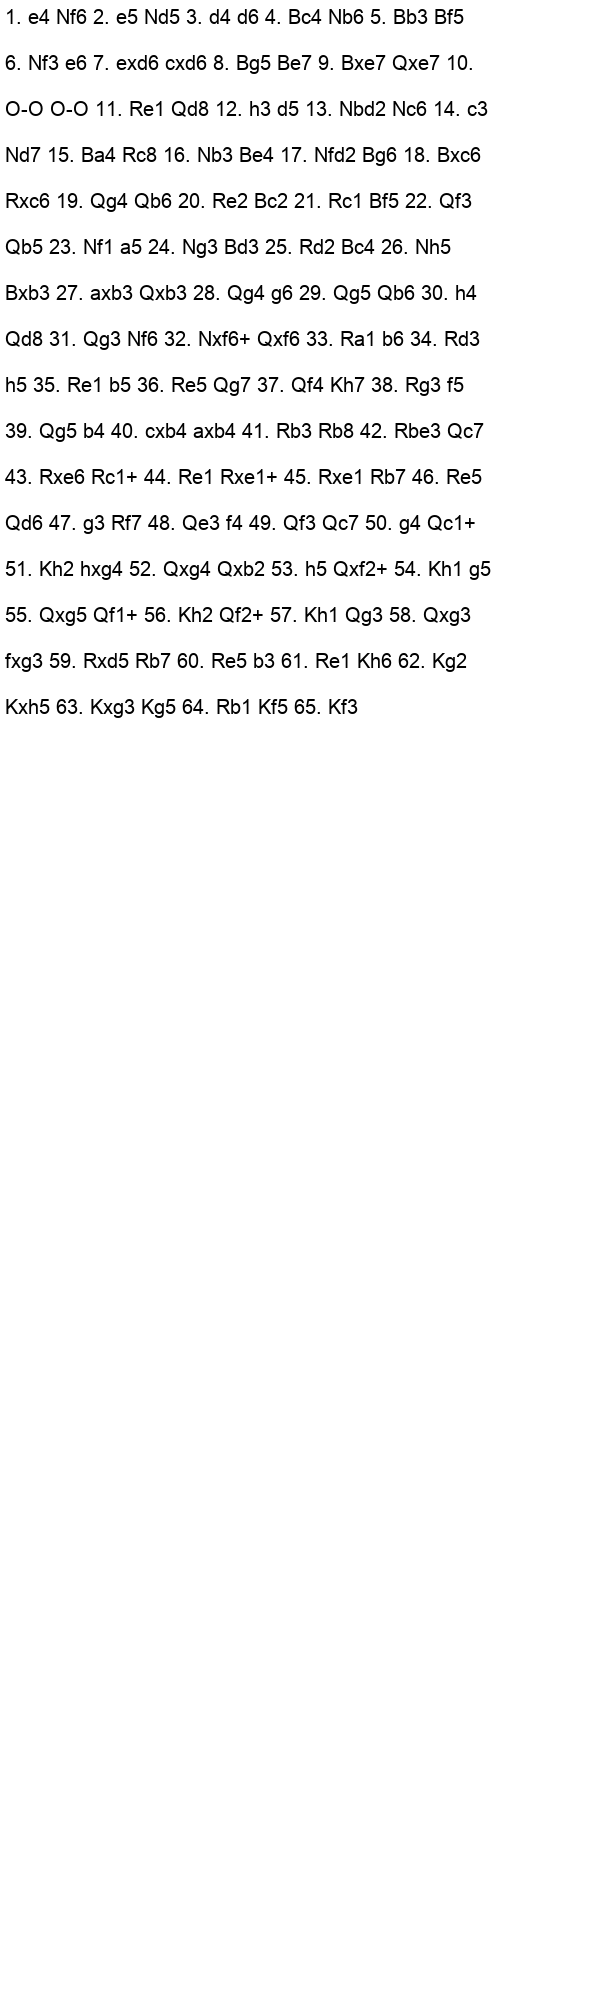 1. e4 Nf6 2. e5 Nd5 3. d4 d6 4. Bc4 Nb6 5. Bb3 Bf5
6. Nf3 e6 7. exd6 cxd6 8. Bg5 Be7 9. Bxe7 Qxe7 10.
O-O O-O 11. Re1 Qd8 12. h3 d5 13. Nbd2 Nc6 14. c3
Nd7 15. Ba4 Rc8 16. Nb3 Be4 17. Nfd2 Bg6 18. Bxc6
Rxc6 19. Qg4 Qb6 20. Re2 Bc2 21. Rc1 Bf5 22. Qf3
Qb5 23. Nf1 a5 24. Ng3 Bd3 25. Rd2 Bc4 26. Nh5
Bxb3 27. axb3 Qxb3 28. Qg4 g6 29. Qg5 Qb6 30. h4
Qd8 31. Qg3 Nf6 32. Nxf6+ Qxf6 33. Ra1 b6 34. Rd3
h5 35. Re1 b5 36. Re5 Qg7 37. Qf4 Kh7 38. Rg3 f5
39. Qg5 b4 40. cxb4 axb4 41. Rb3 Rb8 42. Rbe3 Qc7
43. Rxe6 Rc1+ 44. Re1 Rxe1+ 45. Rxe1 Rb7 46. Re5
Qd6 47. g3 Rf7 48. Qe3 f4 49. Qf3 Qc7 50. g4 Qc1+
51. Kh2 hxg4 52. Qxg4 Qxb2 53. h5 Qxf2+ 54. Kh1 g5
55. Qxg5 Qf1+ 56. Kh2 Qf2+ 57. Kh1 Qg3 58. Qxg3
fxg3 59. Rxd5 Rb7 60. Re5 b3 61. Re1 Kh6 62. Kg2
Kxh5 63. Kxg3 Kg5 64. Rb1 Kf5 65. Kf3